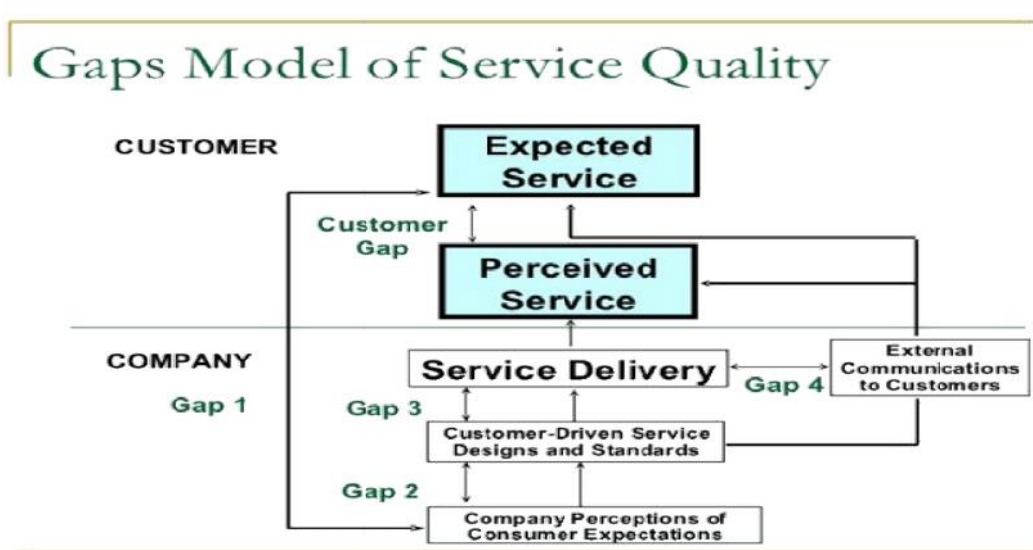 Gaps Model of Service Quality
CUSTOMER
Expected
Service
Customer
Gap
Perceived
Service
COMPANY
Gap 1
Service Delivery
Gap 4
External
Communications
to Customers
Gap 3
Customer-Driven Service
Designs and Standards
Gap 2
Company Perceptions of
Consumer Expectations